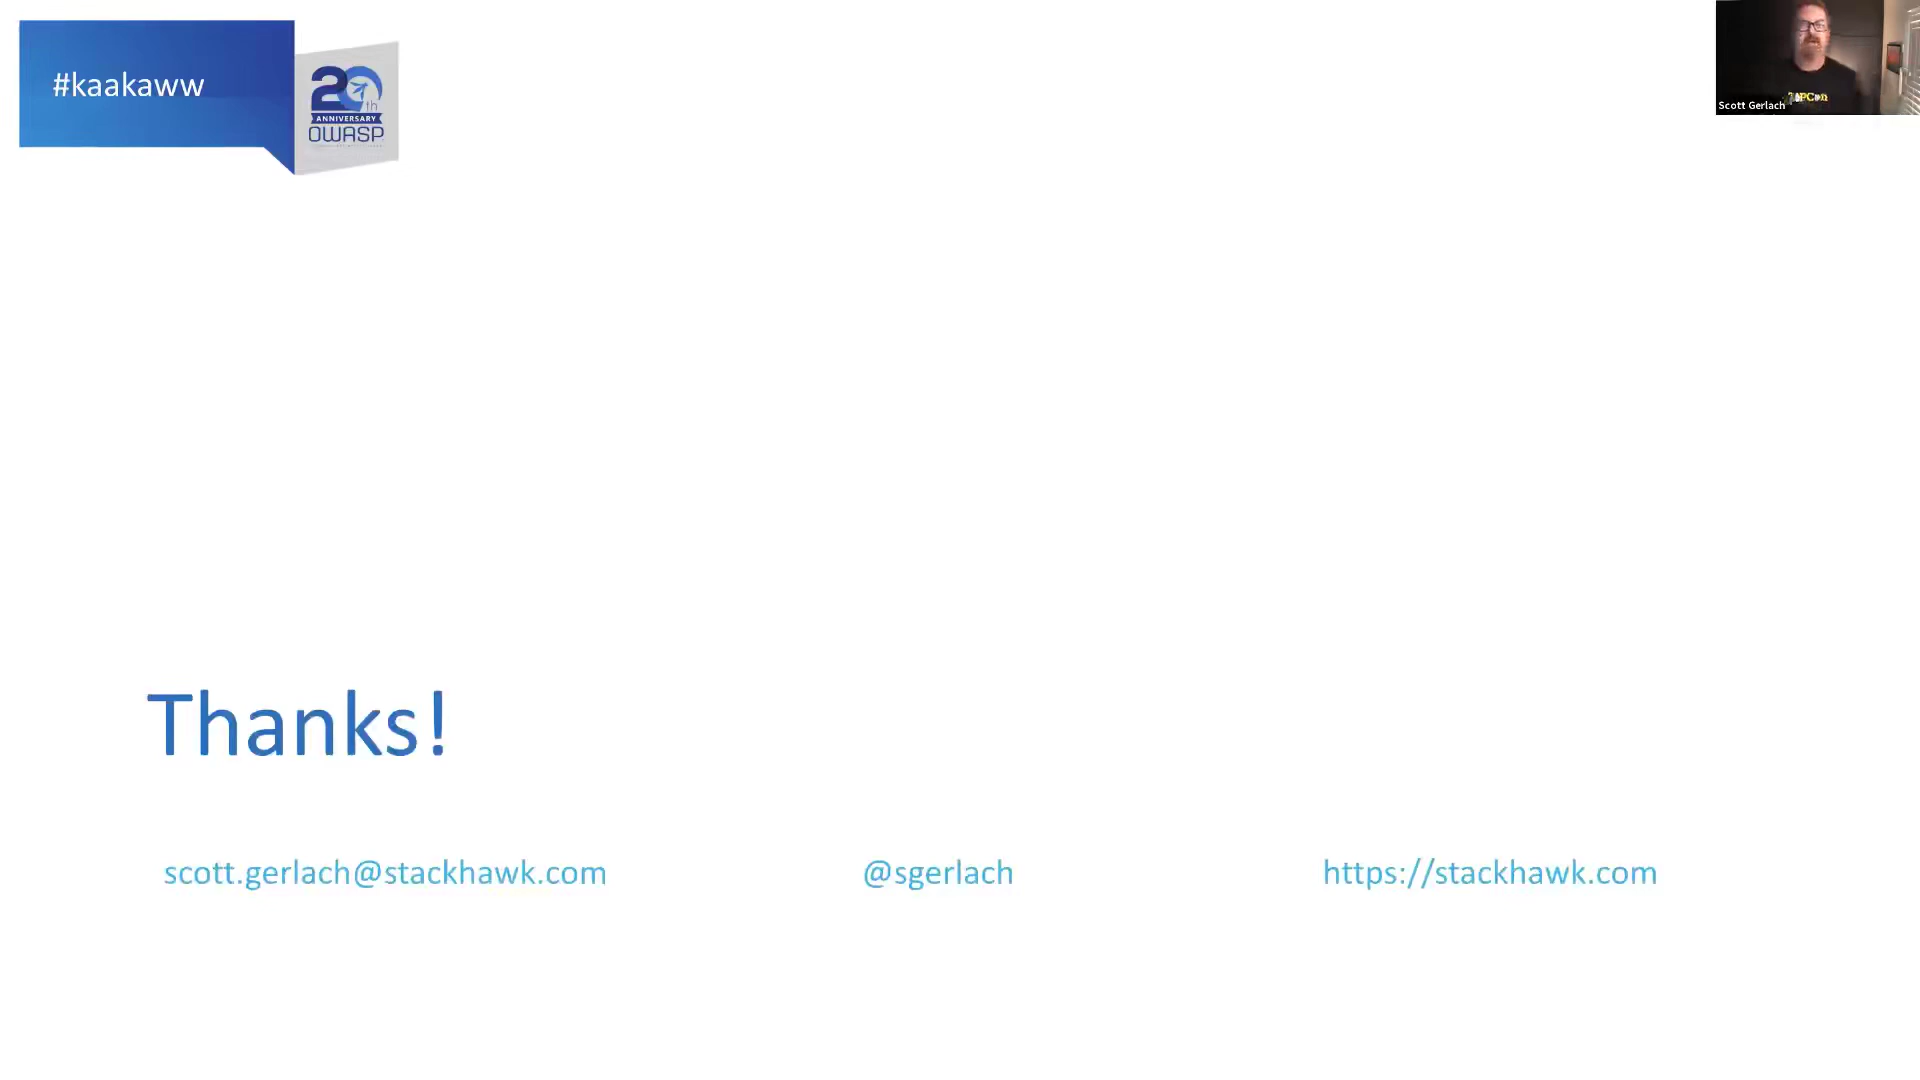 #kaakaww
20th
ANNIVERSARY
OWASP
Scott Gerlach
Thanks!
scott.gerlach@stackhawk.com
@sgerlach
https://stackhawk.com